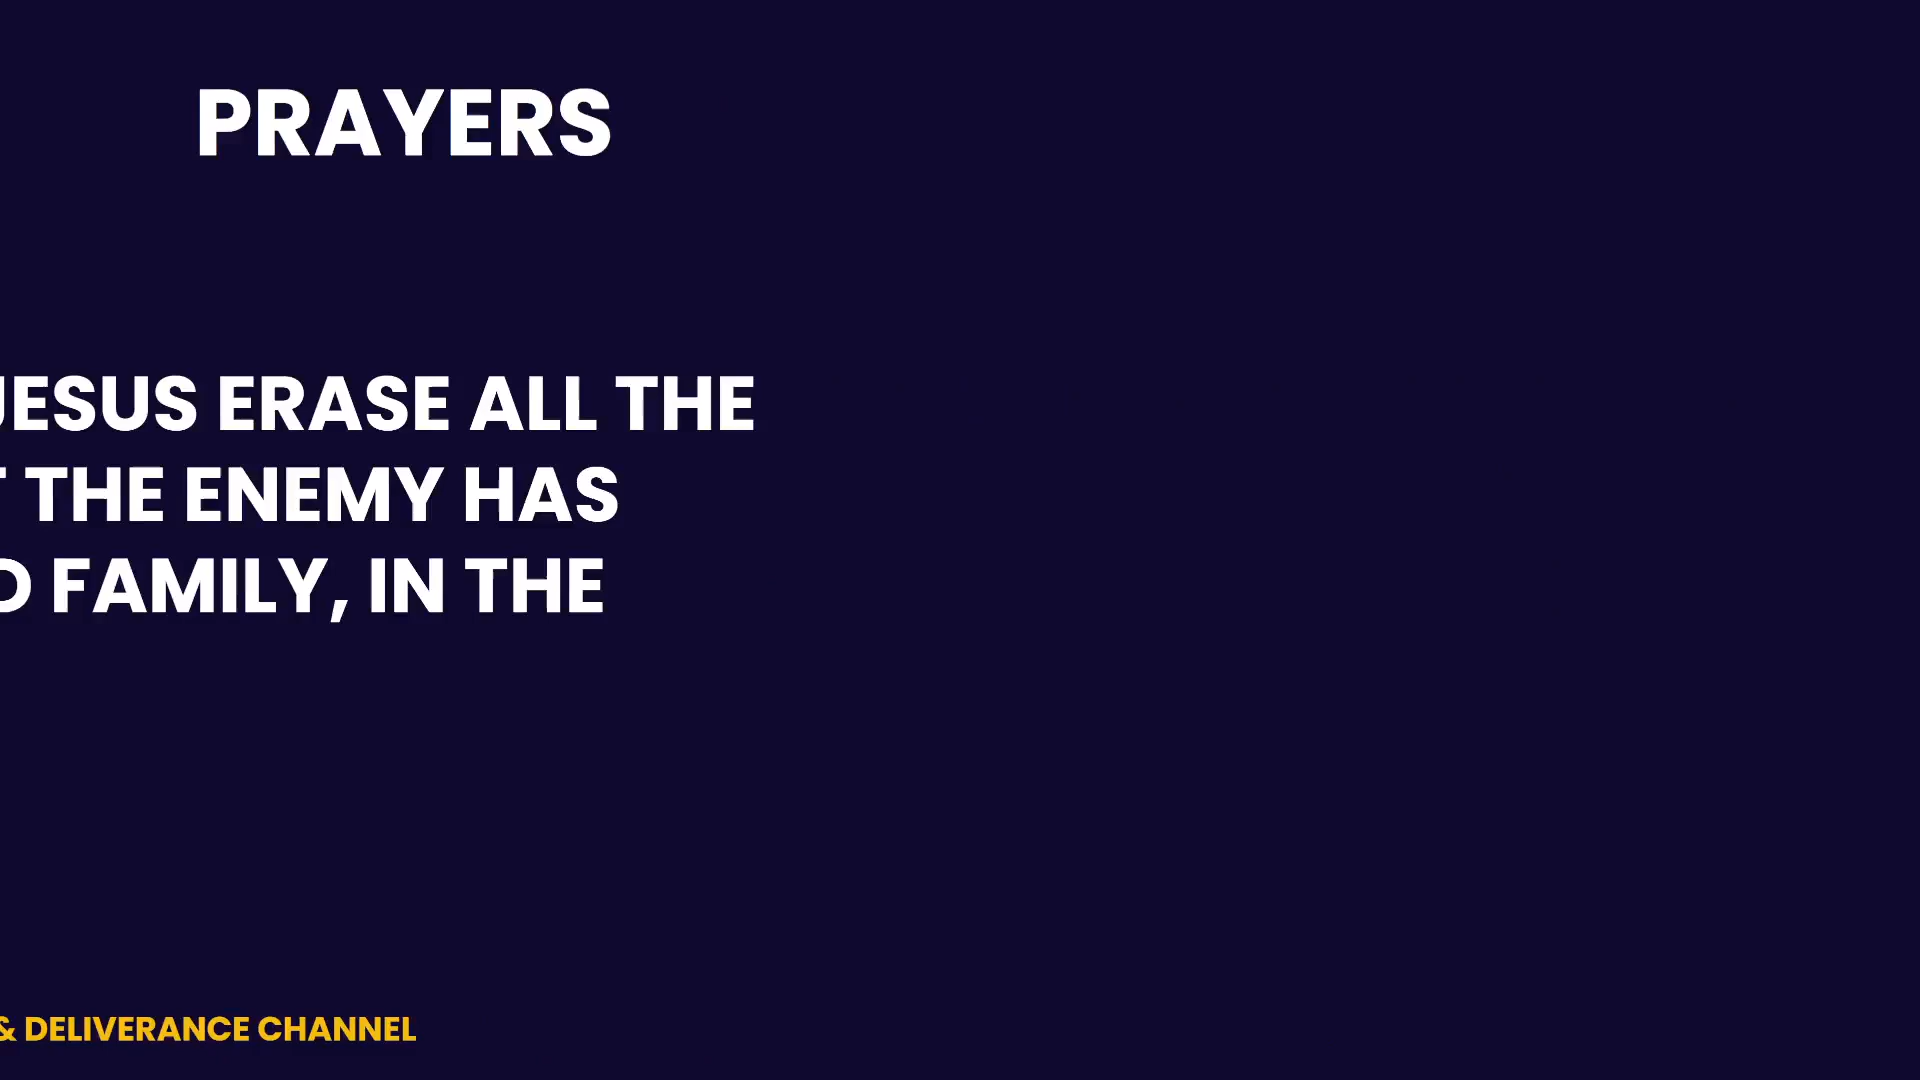 PRAYERS
JESUS ERASE ALL THE
THE ENEMY HAS
FAMILY, IN THE
& DELIVERANCE CHANNEL